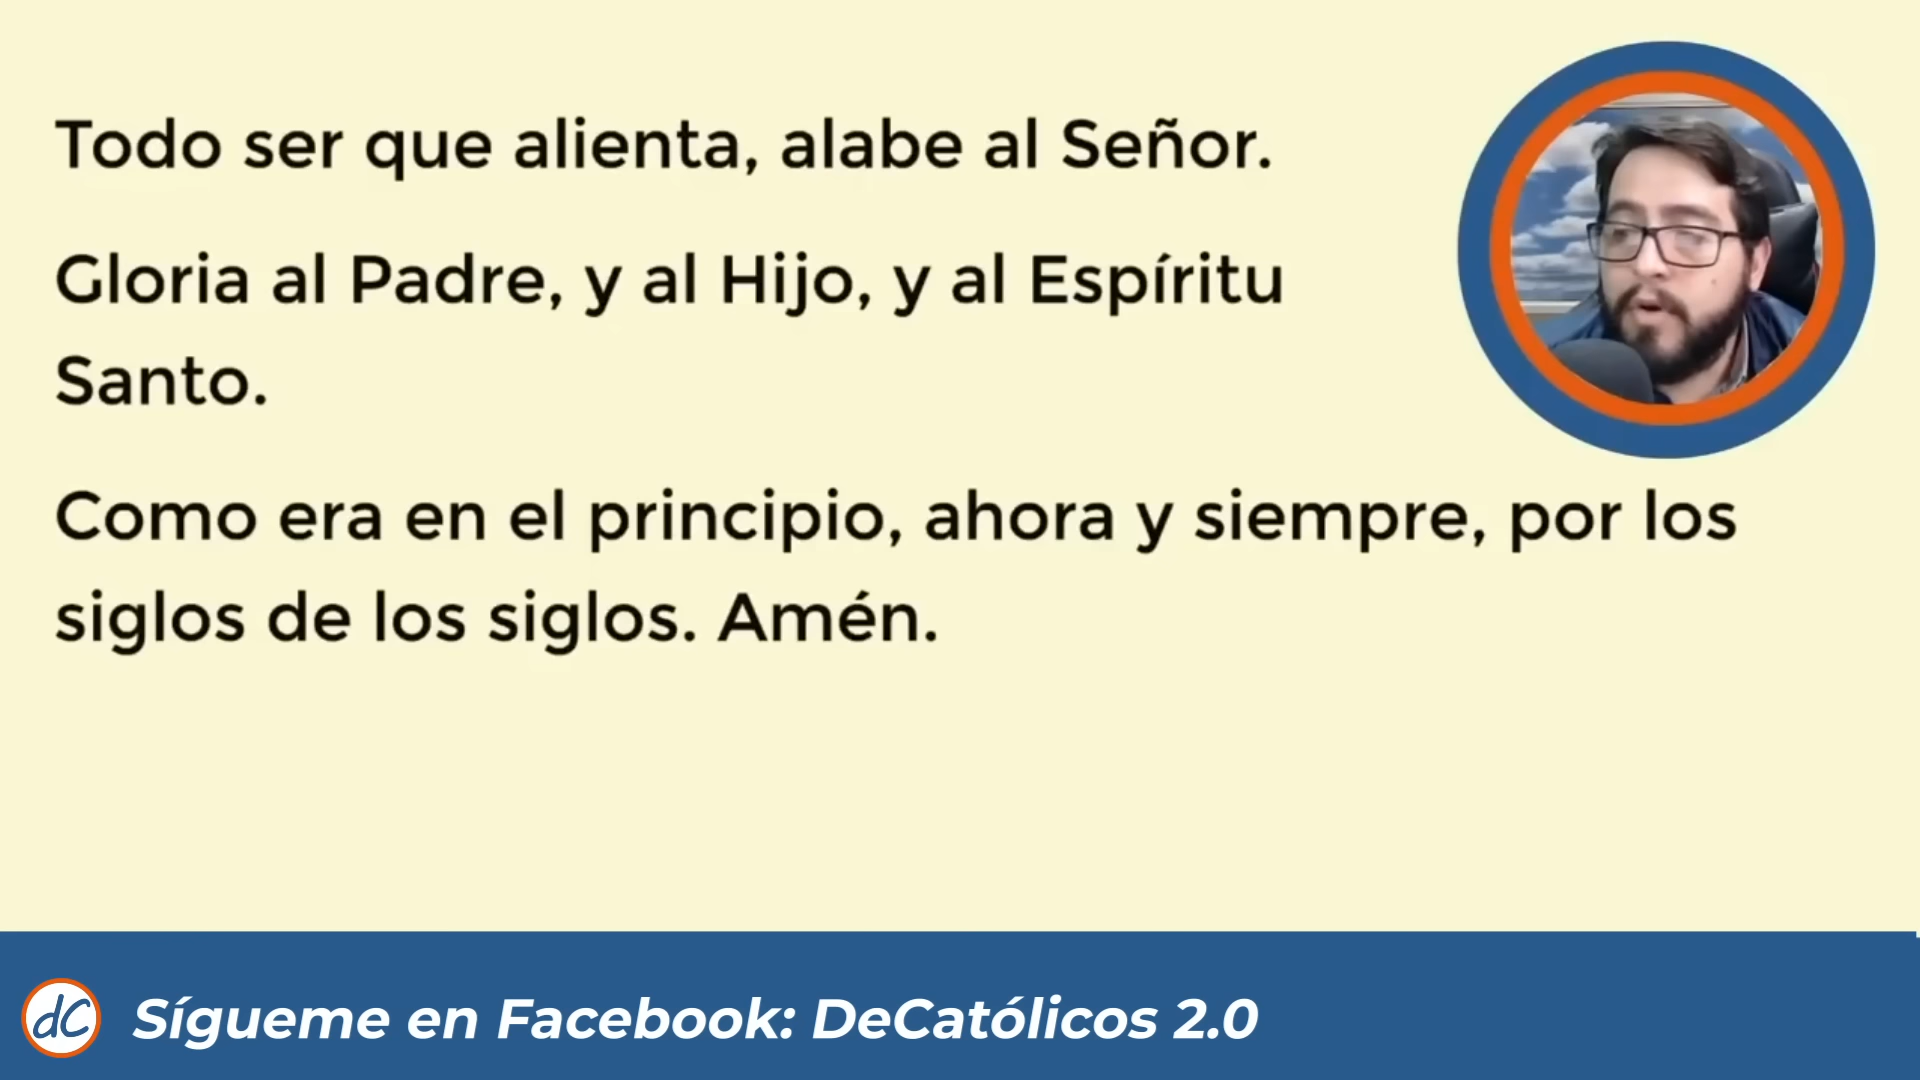 Todo ser que alienta, alabe al Señor.
Gloria al Padre, y al Hijo, y al Espíritu
Santo.
Como era en el principio, ahora y siempre, por los
siglos de los siglos. Amén.
dC Sígueme en Facebook: DeCatólicos 2.0